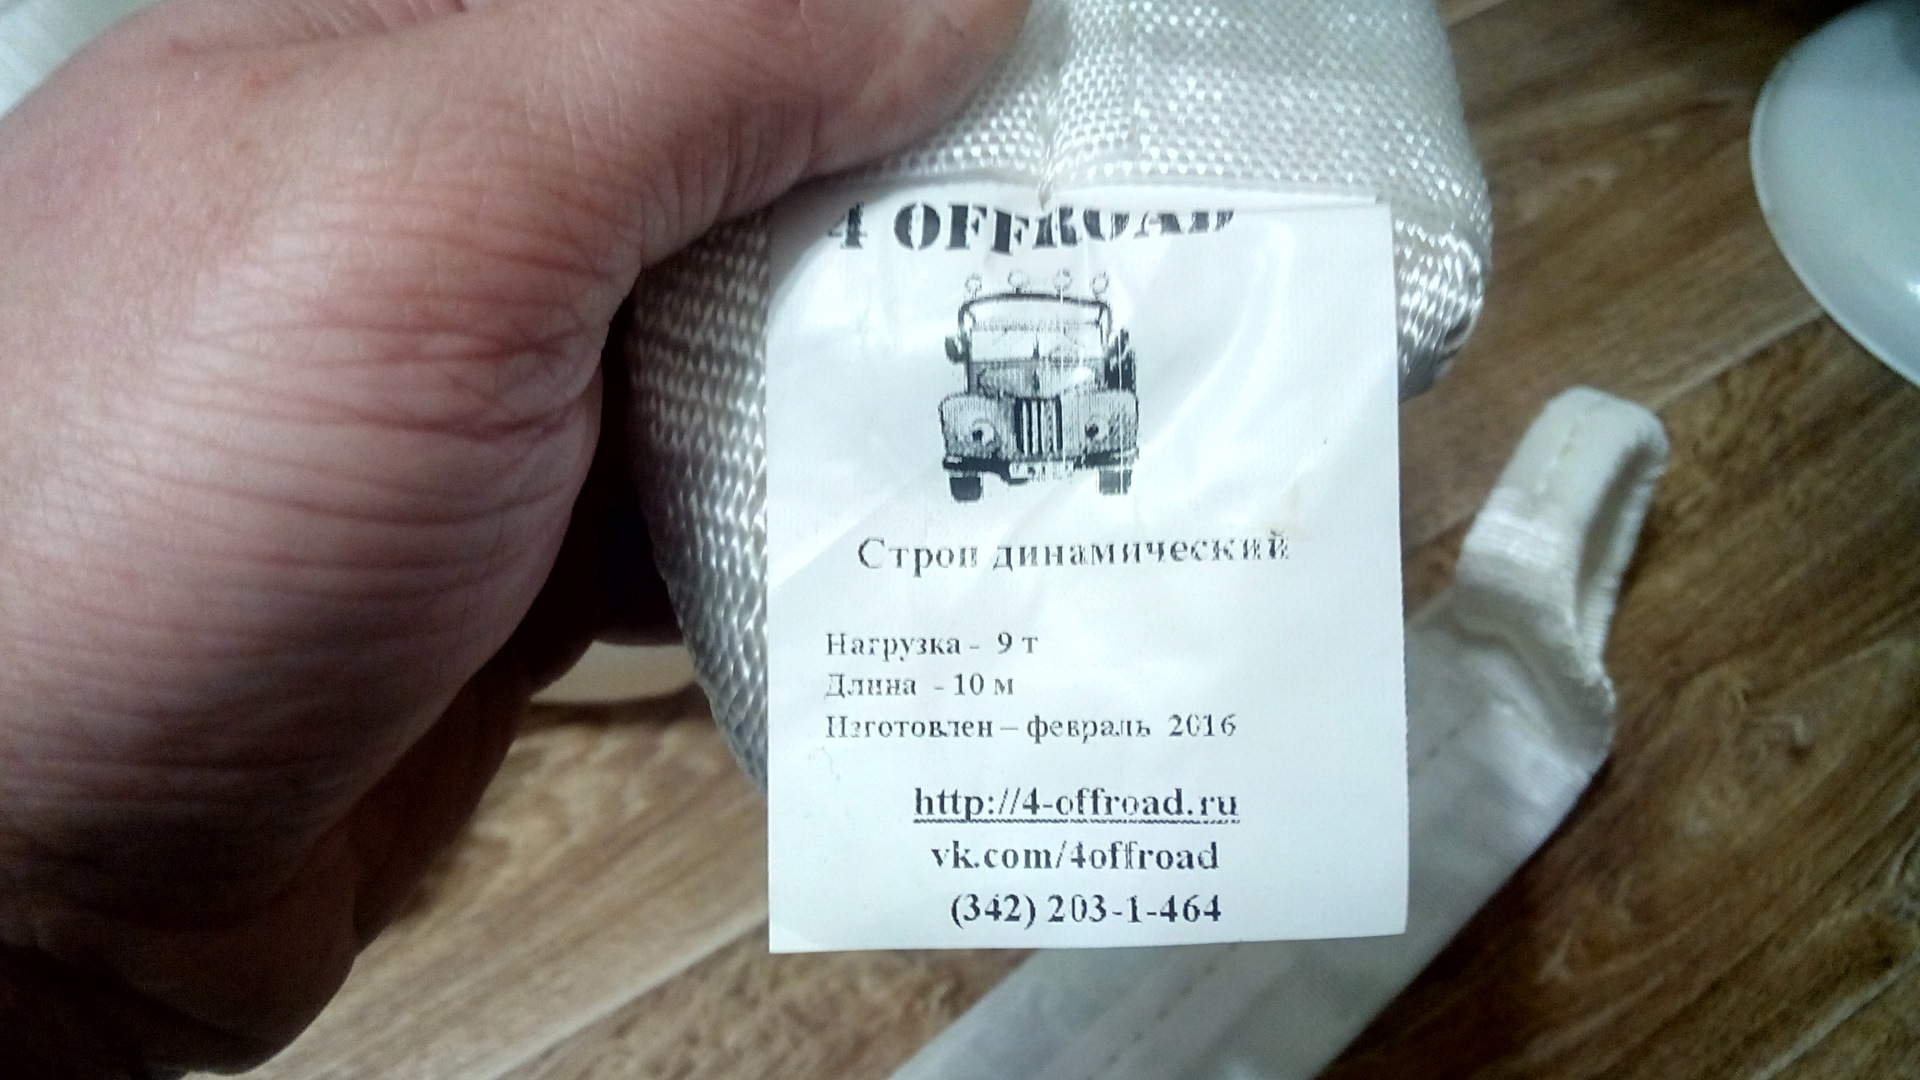 4 OFFROAD
Строп динамический
Нагрузка - 9 т
Длина - 10 м
Изготовлен – февраль 2016
http://4-offroad.ru
vk.com/4offroad
(342) 203-1-464